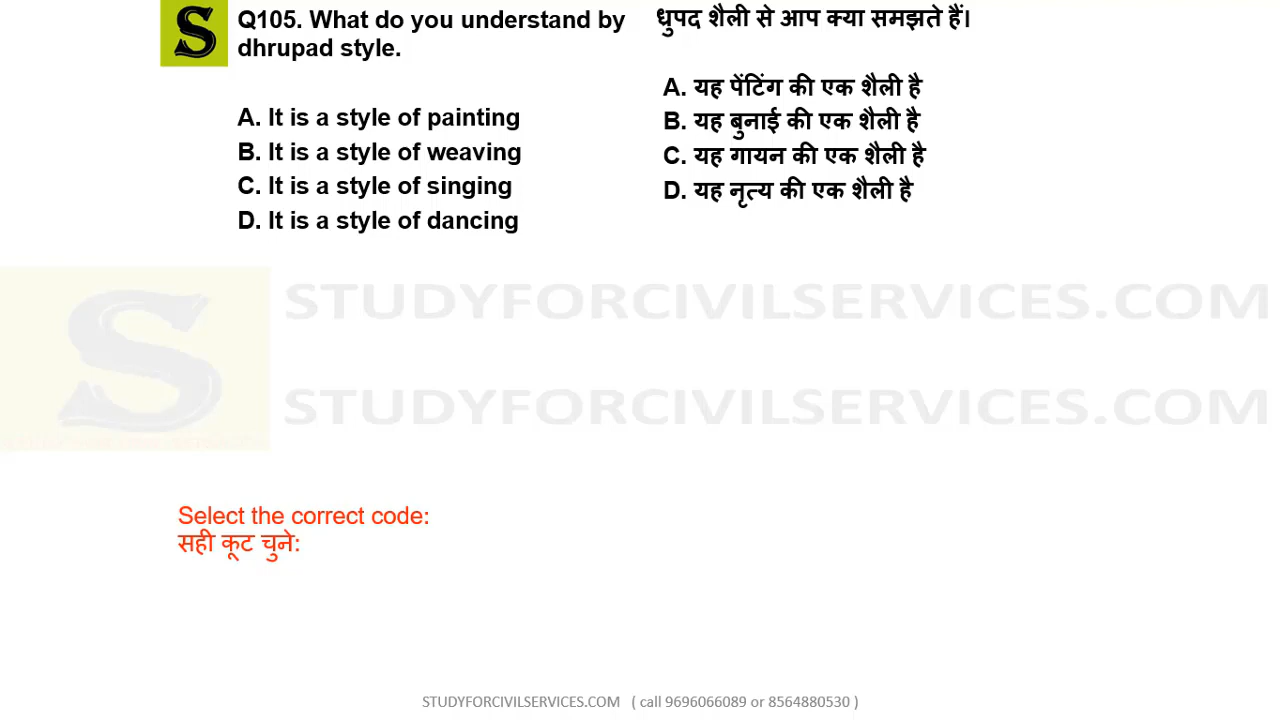 S
Q105. What do you understand by
dhrupad style.
A. It is a style of painting
B. It is a style of weaving
C. It is a style of singing
D. It is a style of dancing
ध्रुपद शैली से आप क्या समझते हैं।
A. यह पेंटिंग की एक शैली है
B. यह बुनाई की एक शैली है
C. यह गायन की एक शैली है
D. यह नृत्य की एक शैली है
S
STUDYFORCIVILSERVICES.COM
STUDYFORCIVILSERVICES.COM
Select the correct code:
सही कूट चुने:
STUDYFORCIVILSERVICES.COM ( call 9696066089 or 8564880530 )